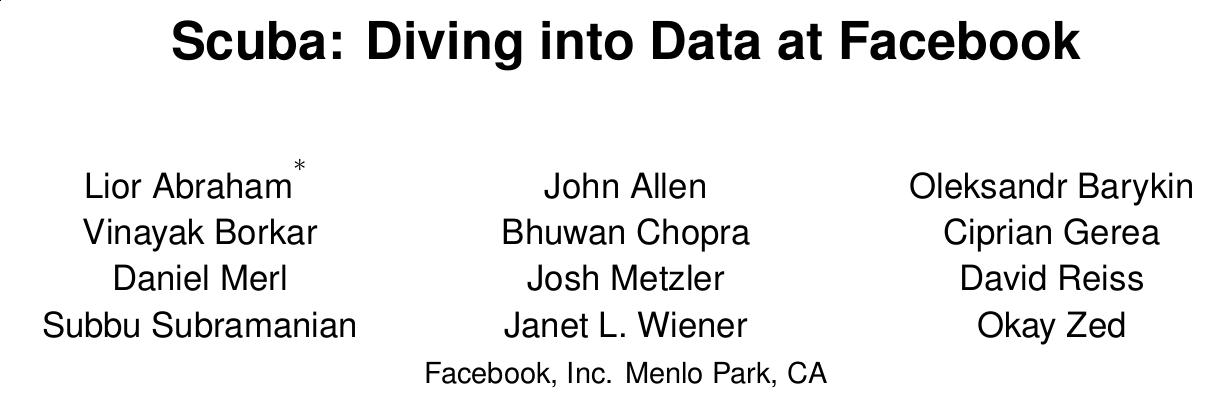 Scuba: Diving into Data at Facebook
Lior Abraham* John Allen Oleksandr Barykin
Vinayak Borkar Bhuwan Chopra Ciprian Gerea
Daniel Merl Josh Metzler David Reiss
Subbu Subramanian Janet L. Wiener Okay Zed
Facebook, Inc. Menlo Park, CA